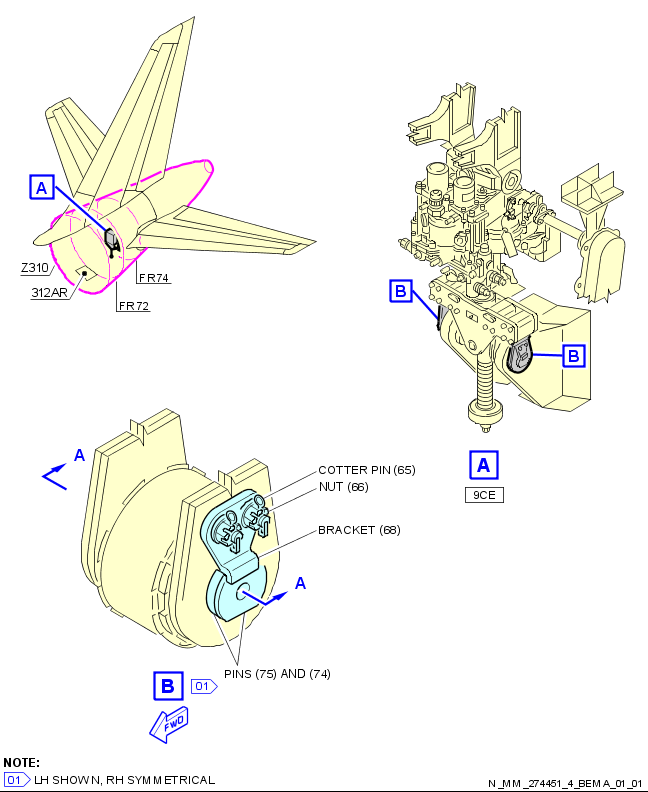 A
Z310
312AR
FR74
FR72
B
B
A
9CE
A
COTTER PIN (65)
NUT (66)
BRACKET (68)
A
PINS (75) AND (74)
B
01
FWD
NOTE:
01 LH SHOWN, RH SYMMETRICAL
N_MM_274451_4_BEMA_01_01